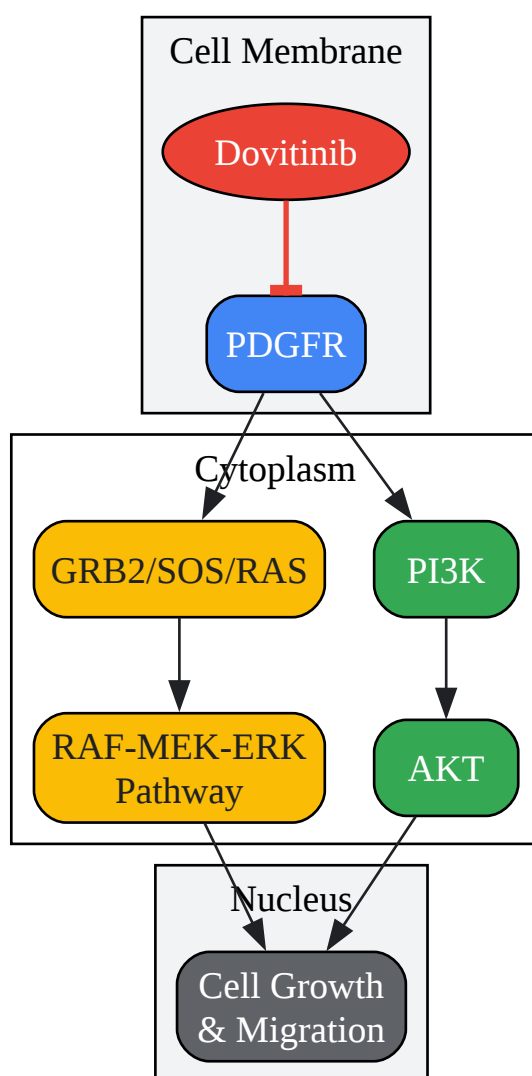 Cell Membrane
Dovitinib
PDGFR
Cytoplasm
GRB2/SOS/RAS
PI3K
RAF-MEK-ERK
Pathway
AKT
Nucleus
Cell Growth
& Migration